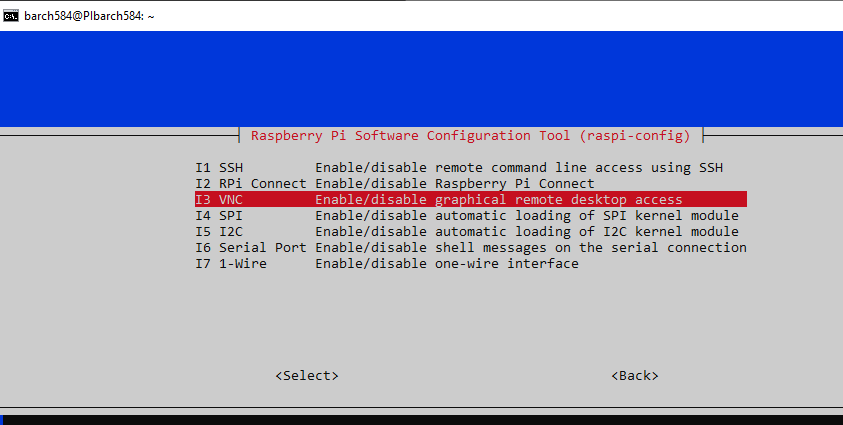 barch584@PIbarch584: ~
Raspberry Pi Software Configuration Tool (raspi-config)
I1 SSH Enable/disable remote command line access using SSH
I2 RPi Connect Enable/disable Raspberry Pi Connect
I3 VNC Enable/disable graphical remote desktop access
I4 SPI Enable/disable automatic loading of SPI kernel module
I5 I2C Enable/disable automatic loading of I2C kernel module
I6 Serial Port Enable/disable shell messages on the serial connection
I7 1-Wire Enable/disable one-wire interface
<Select> <Back>